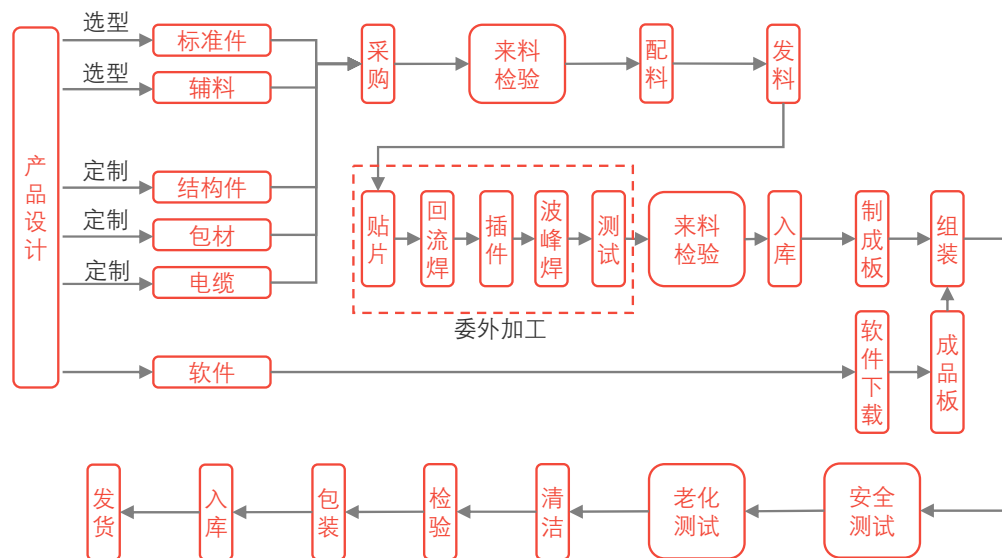 产品设计
选型
标准件
选型
辅料
定制
结构件
定制
包材
定制
电缆
软件
采购
来料
检验
配料
发料
贴片
回流焊
插件
波峰焊
测试
委外加工
来料
检验
入库
制成板
组装
软件下载
成品板
发货
入库
包装
检验
清洁
老化
测试
安全
测试